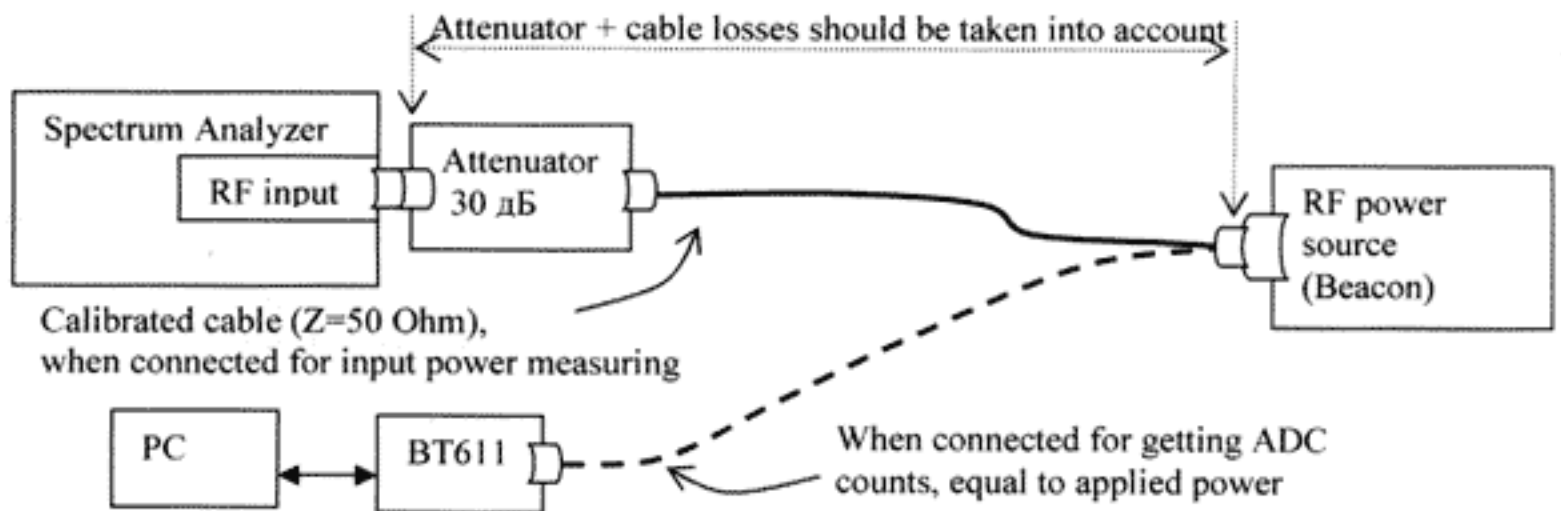 Attenuator + cable losses should be taken into account
Spectrum Analyzer
RF input
Attenuator
30 дБ
RF power
source
(Beacon)
Calibrated cable (Z=50 Ohm),
when connected for input power measuring
PC
BT611
When connected for getting ADC
counts, equal to applied power